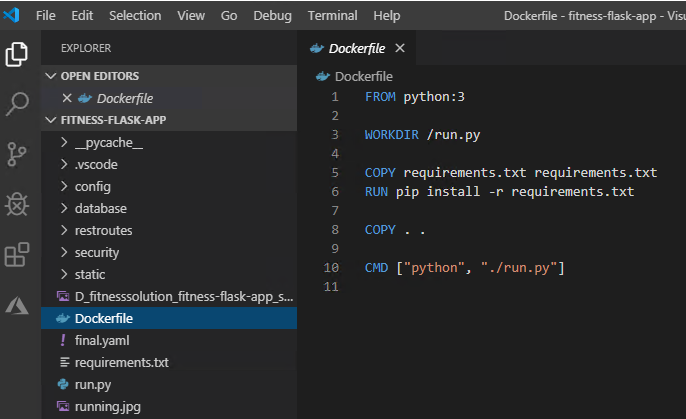 File Edit Selection View Go Debug Terminal Help Dockerfile - fitness-flask-app - Visu
EXPLORER
OPEN EDITORS
Dockerfile
FITNESS-FLASK-APP
__pycache__
.vscode
config
database
restroutes
security
static
D_fitnesssolution_fitness-flask-app_s...
Dockerfile
final.yaml
requirements.txt
run.py
running.jpg
Dockerfile
Dockerfile
1 FROM python:3
2
3 WORKDIR /run.py
4
5 COPY requirements.txt requirements.txt
6 RUN pip install -r requirements.txt
7
8 COPY . .
9
10 CMD ["python", "./run.py"]
11